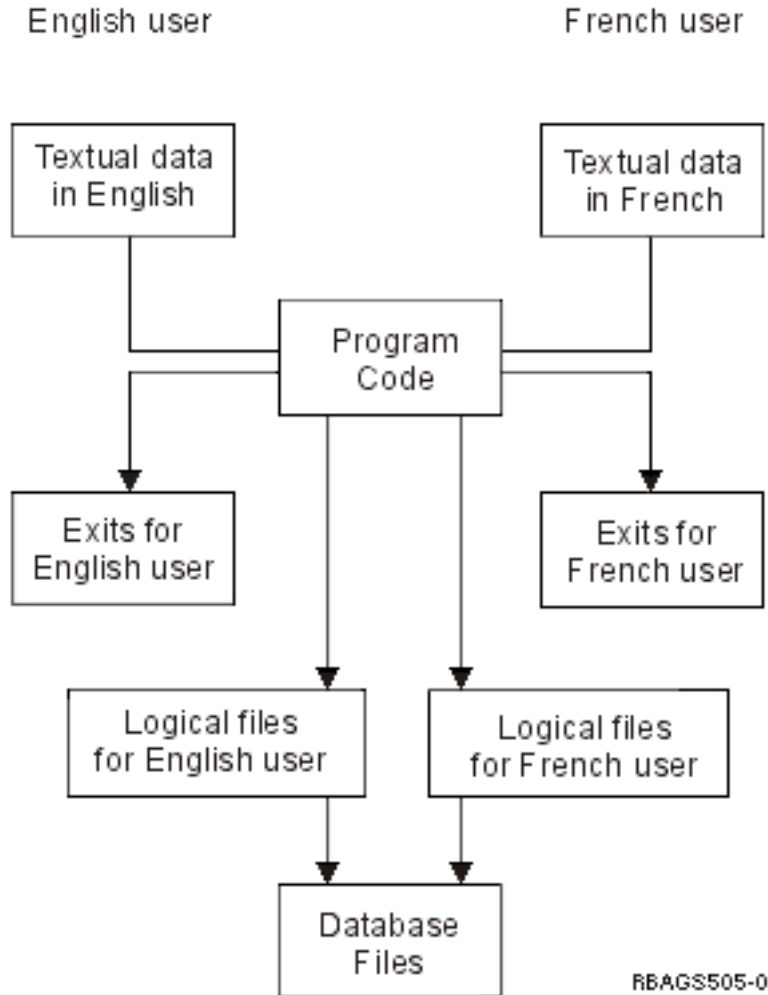 English user
French user
Textual data
in English
Textual data
in French
Program
Code
Exits for
English user
Exits for
French user
Logical files
for English user
Logical files
for French user
Database
Files
RBAGS505-0